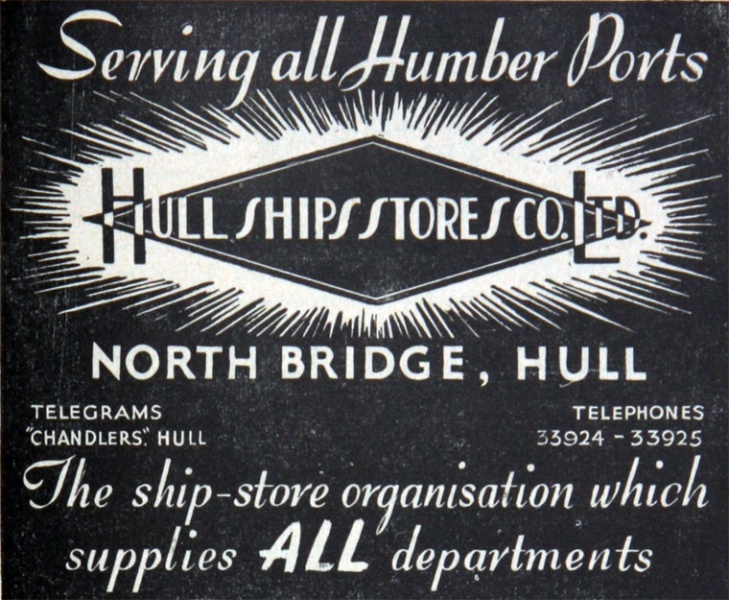 Serving all Humber Ports
HULL SHIPS STORES CO. LTD.
NORTH BRIDGE, HULL
TELEGRAMS
"CHANDLERS", HULL
TELEPHONES
33924 - 33925
The ship-store organisation which
supplies ALL departments